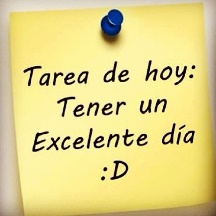 Tarea de hoy:
Tener un
Excelente día
:D